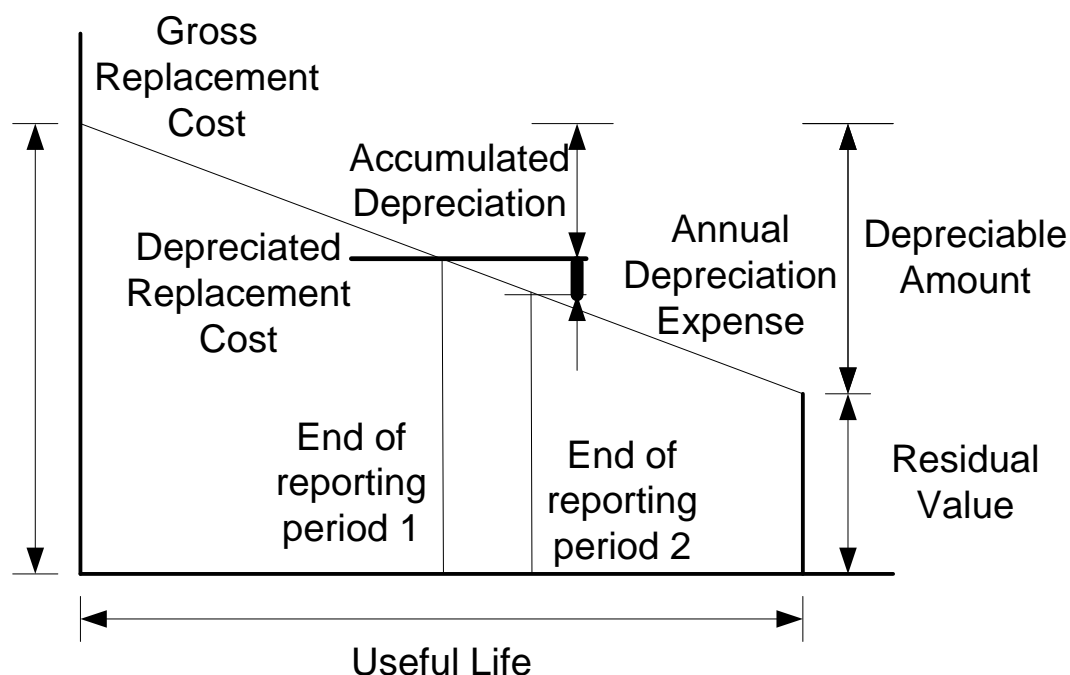 Gross
Replacement
Cost
Accumulated
Depreciation
Depreciated
Replacement
Cost
Annual
Depreciation
Expense
Depreciable
Amount
End of
reporting
period 1
End of
reporting
period 2
Residual
Value
Useful Life